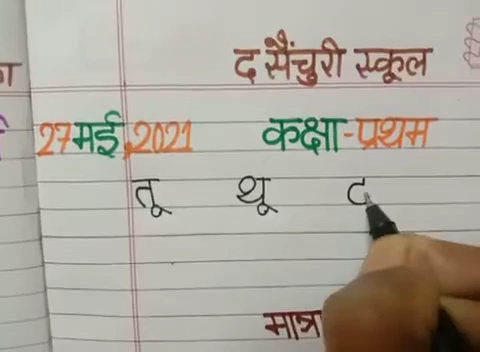 द सैंचुरी स्कूल
27 मई, 2021 कक्षा-प्रथम
तू थू